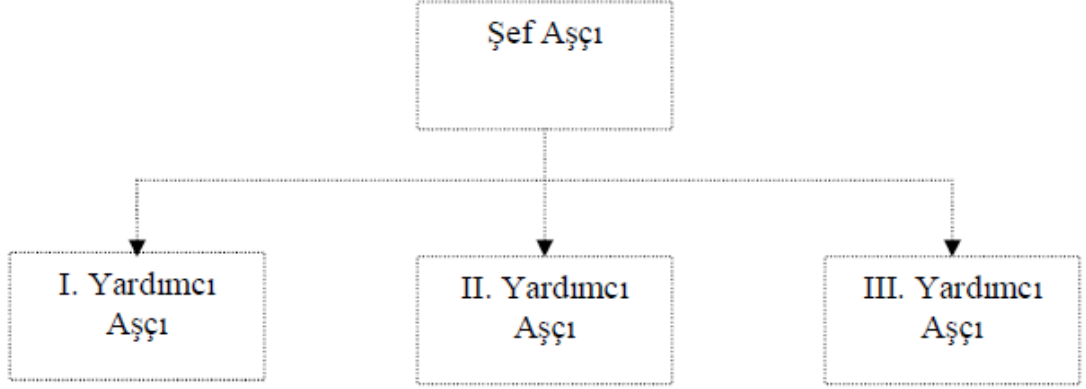 Şef Aşçı
I. Yardımcı
Aşçı
II. Yardımcı
Aşçı
III. Yardımcı
Aşçı